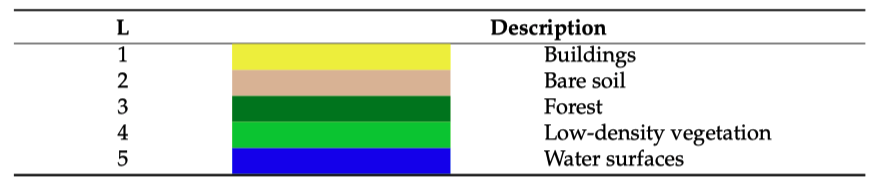 L Description
1 Buildings
2 Bare soil
3 Forest
4 Low-density vegetation
5 Water surfaces